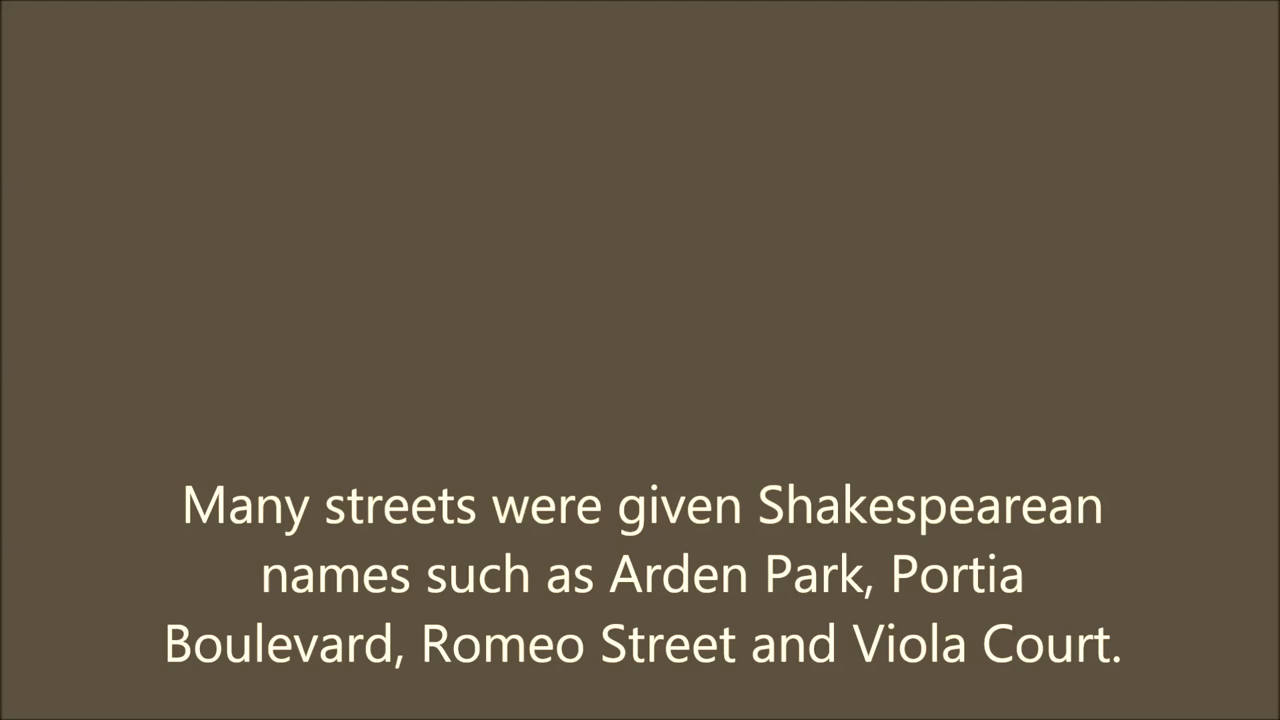 Many streets were given Shakespearean
names such as Arden Park, Portia
Boulevard, Romeo Street and Viola Court.